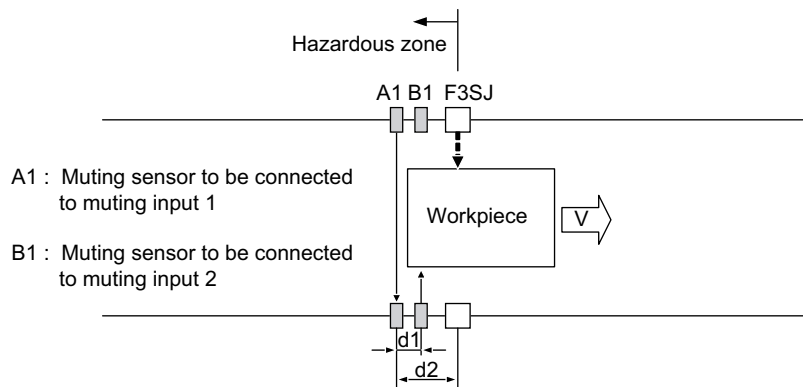 Hazardous zone
A1 B1 F3SJ
A1 : Muting sensor to be connected
to muting input 1
Workpiece
V
B1 : Muting sensor to be connected
to muting input 2
d1
d2